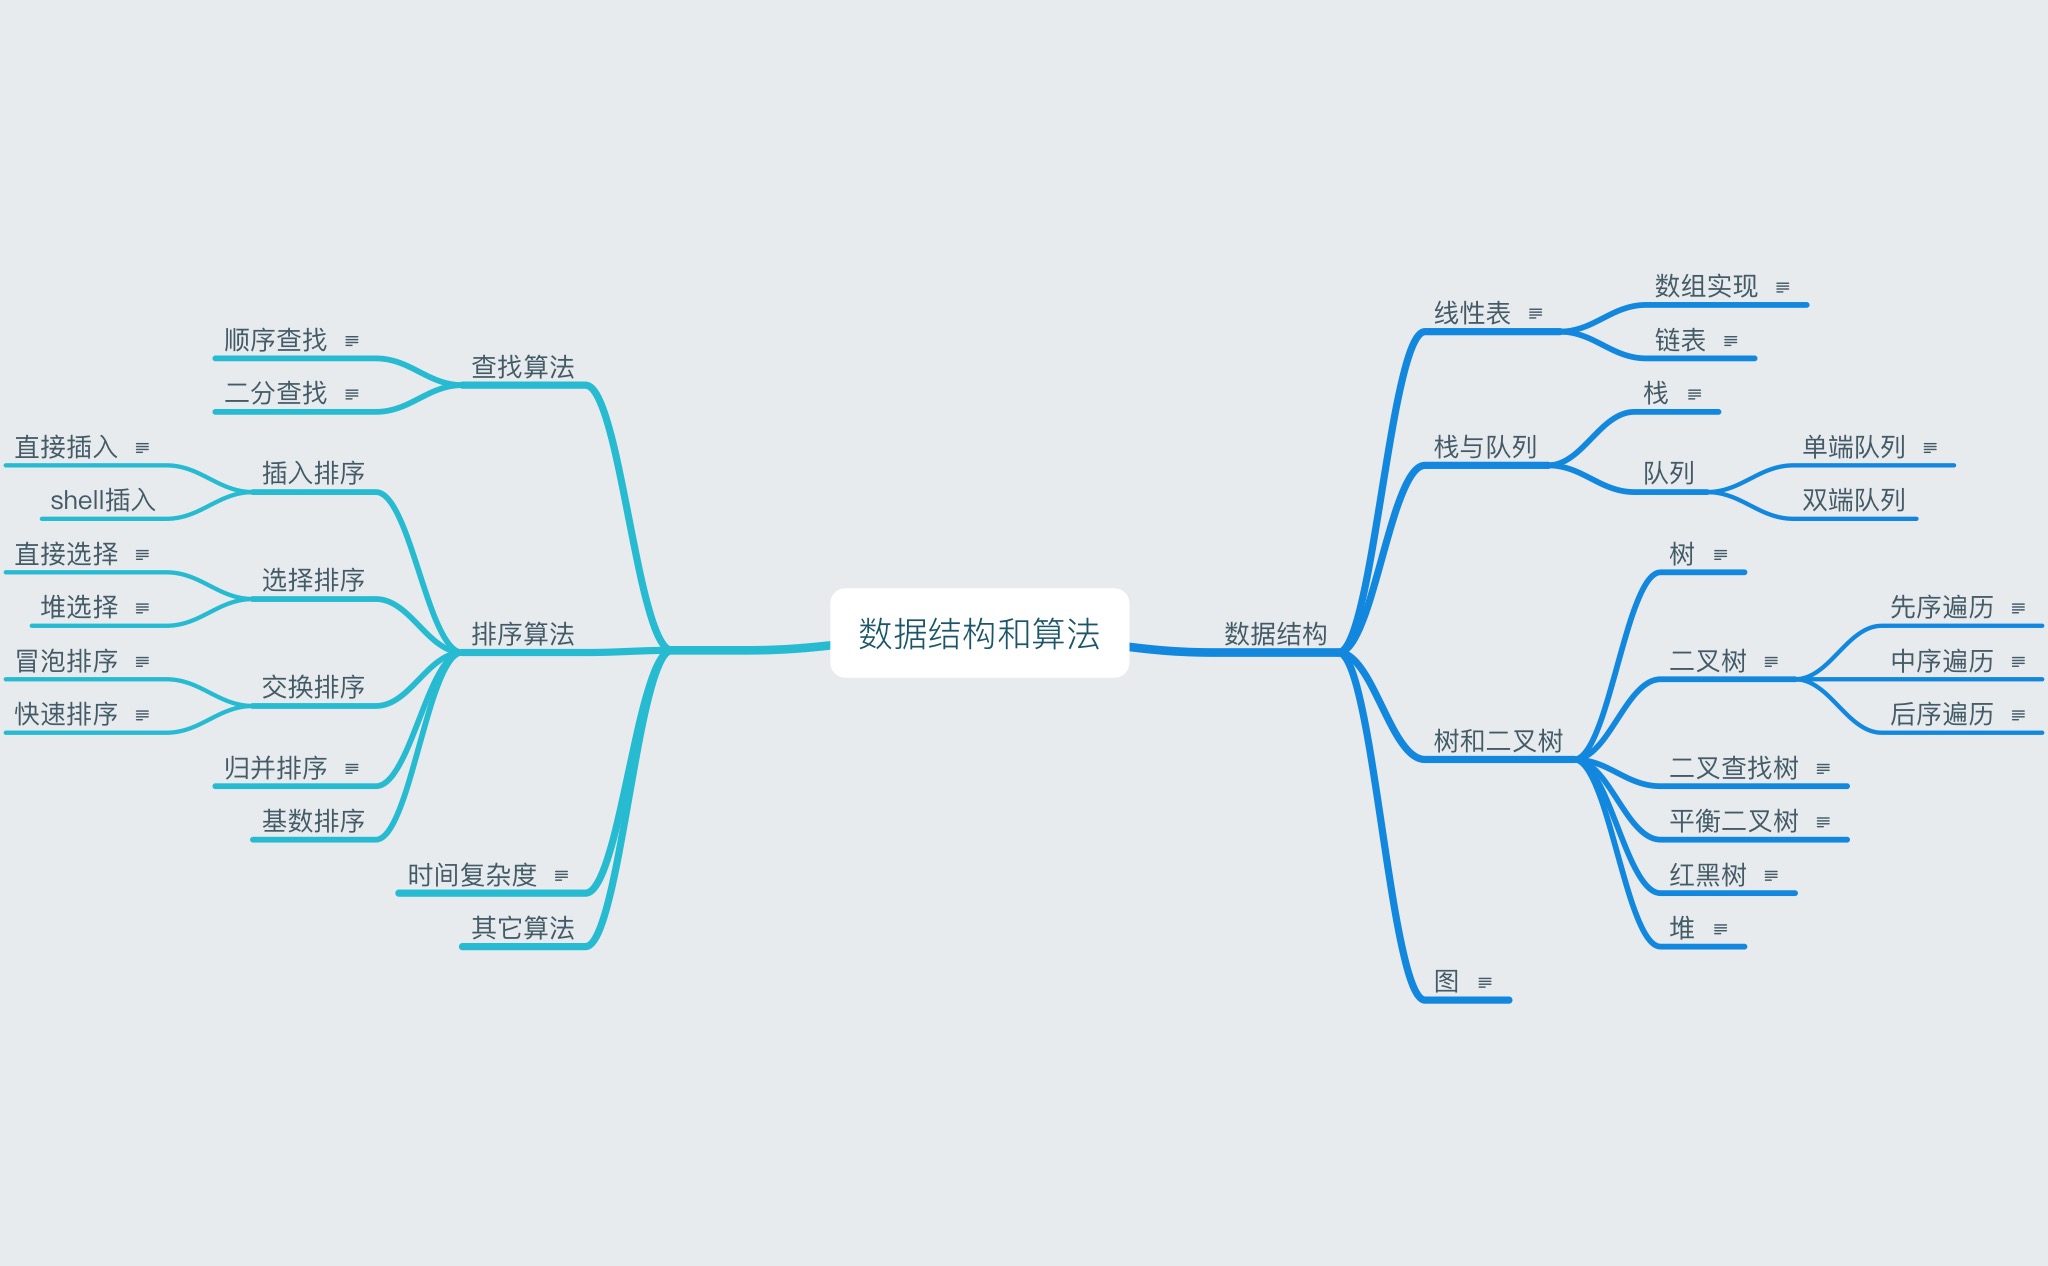 数据结构和算法
数据结构
线性表
数组实现
链表
栈与队列
栈
队列
单端队列
双端队列
树和二叉树
树
二叉树
先序遍历
中序遍历
后序遍历
二叉查找树
平衡二叉树
红黑树
堆
图
查找算法
顺序查找
二分查找
排序算法
插入排序
直接插入
shell插入
选择排序
直接选择
堆选择
交换排序
冒泡排序
快速排序
归并排序
基数排序
时间复杂度
其它算法